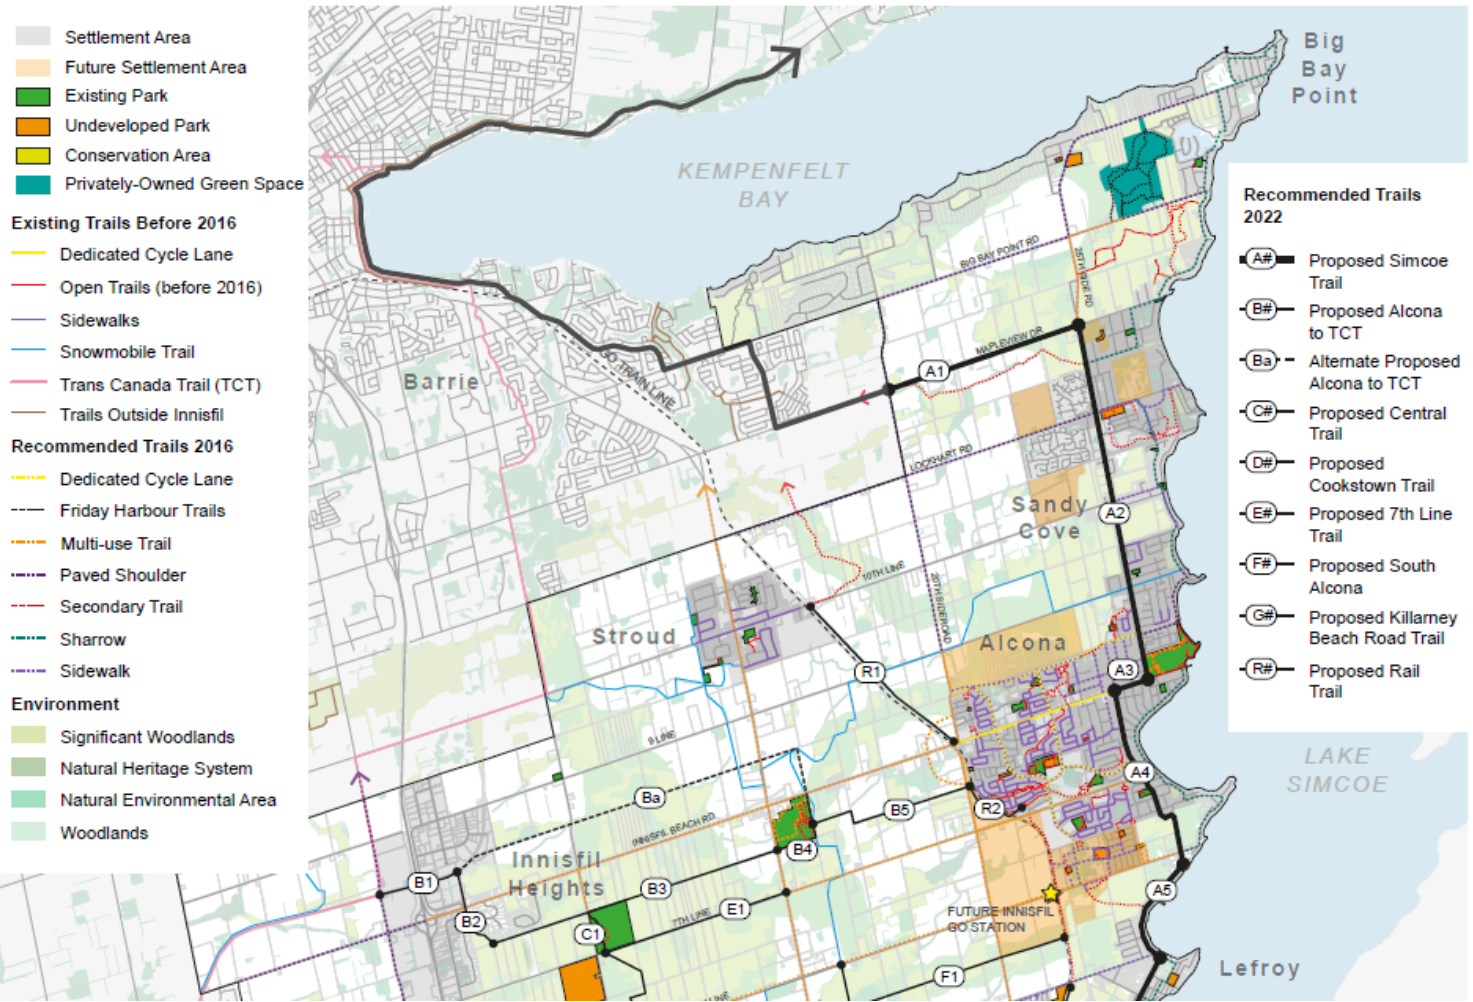 Settlement Area
Future Settlement Area
Existing Park
Undeveloped Park
Conservation Area
Privately-Owned Green Space
Existing Trails Before 2016
Dedicated Cycle Lane
Open Trails (before 2016)
Sidewalks
Snowmobile Trail
Trans Canada Trail (TCT)
Trails Outside Innisfil
Recommended Trails 2016
Dedicated Cycle Lane
Friday Harbour Trails
Multi-use Trail
Paved Shoulder
Secondary Trail
Sharrow
Sidewalk
Environment
Significant Woodlands
Natural Heritage System
Natural Environmental Area
Woodlands
Big
Bay
Point
KEMPENFELT
BAY
BIG BAY POINT RD
25TH SIDE RD
MAPLEVIEW DR
A1
GO TRAIN LINE
Barrie
LOCKHART RD
Sandy
Cove
A2
10TH LINE
20TH SIDEROAD
Stroud
Alcona
R1
A3
9 LINE
A4
Ba
B5
R2
INNISFIL BEACH RD
B4
Innisfil
Heights
B1
B3
A5
B2
7TH LINE
E1
C1
FUTURE INNISFIL
GO STATION
F1
LINE
Lefroy
LAKE
SIMCOE
Recommended Trails
2022
A# Proposed Simcoe
Trail
B# Proposed Alcona
to TCT
Ba Alternate Proposed
Alcona to TCT
C# Proposed Central
Trail
D# Proposed
Cookstown Trail
E# Proposed 7th Line
Trail
F# Proposed South
Alcona
G# Proposed Killarney
Beach Road Trail
R# Proposed Rail
Trail